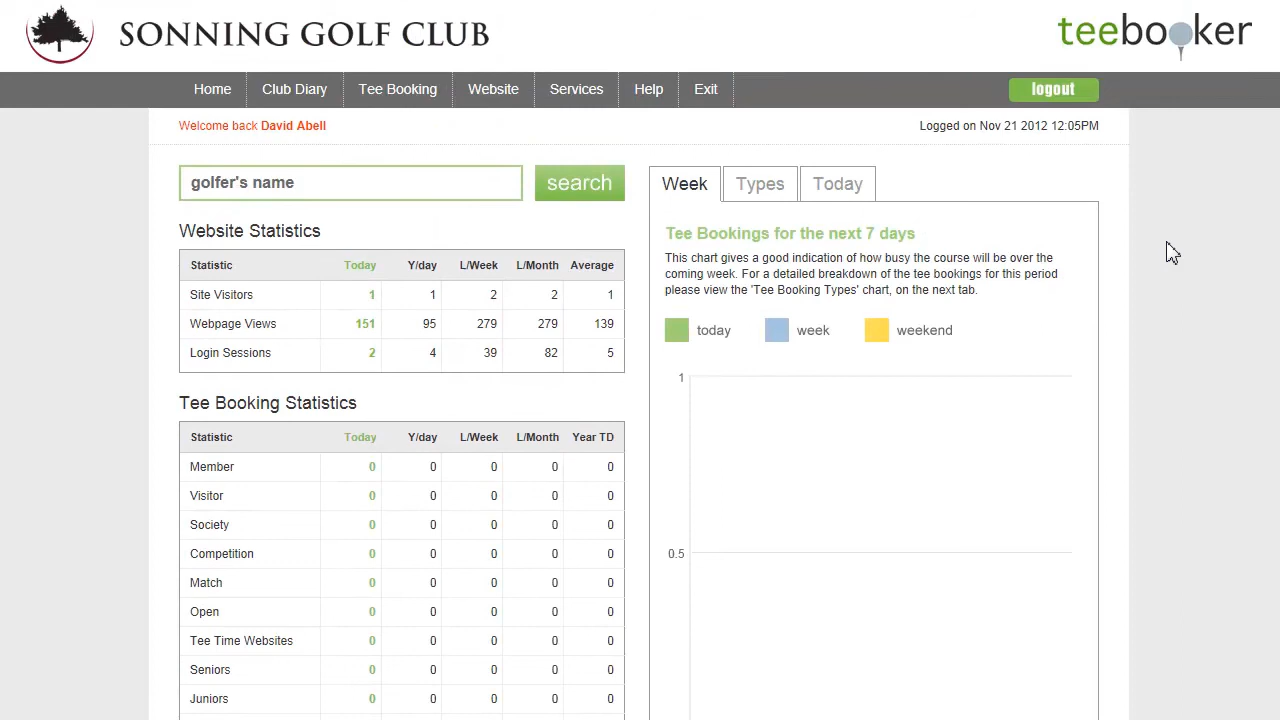 SONNING GOLF CLUB
teebooker
Home Club Diary Tee Booking Website Services Help Exit logout
Welcome back David Abell
Logged on Nov 21 2012 12:05PM
golfer's name search
Website Statistics
Statistic Today Y/day L/Week L/Month Average
Site Visitors 1 1 2 2 1
Webpage Views 151 95 279 279 139
Login Sessions 2 4 39 82 5
Tee Booking Statistics
Statistic Today Y/day L/Week L/Month Year TD
Member 0 0 0 0 0
Visitor 0 0 0 0 0
Society 0 0 0 0 0
Competition 0 0 0 0 0
Match 0 0 0 0 0
Open 0 0 0 0 0
Tee Time Websites 0 0 0 0 0
Seniors 0 0 0 0 0
Juniors 0 0 0 0 0
Week Types Today
Tee Bookings for the next 7 days
This chart gives a good indication of how busy the course will be over the
coming week. For a detailed breakdown of the tee bookings for this period
please view the 'Tee Booking Types' chart, on the next tab.
today week weekend
1
0.5